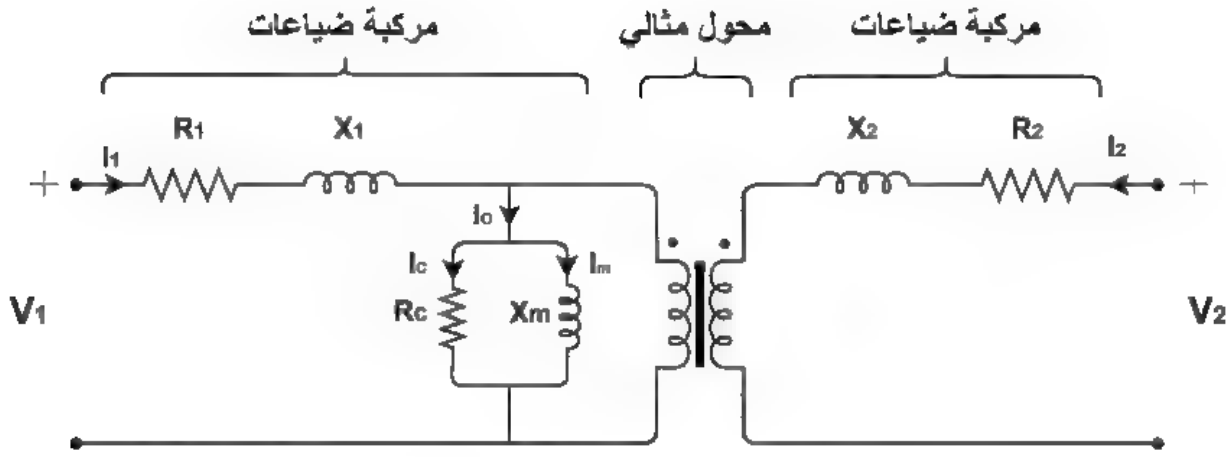 مركبة ضياعات
محول مثالي
مركبة ضياعات
R1
X1
X2
R2
I1
I2
+
+
Io
Ic
Im
V1
Rc
Xm
V2